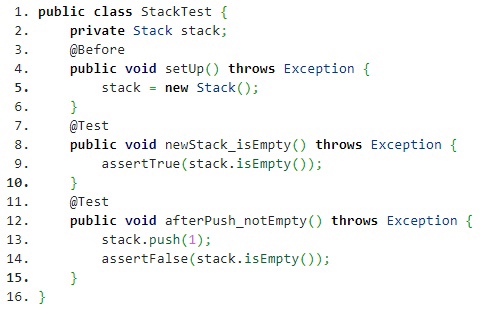 1. public class StackTest {
2.     private Stack stack;
3.     @Before
4.     public void setUp() throws Exception {
5.         stack = new Stack();
6.     }
7.     @Test
8.     public void newStack_isEmpty() throws Exception {
9.         assertTrue(stack.isEmpty());
10.     }
11.     @Test
12.     public void afterPush_notEmpty() throws Exception {
13.         stack.push(1);
14.         assertFalse(stack.isEmpty());
15.     }
16. }